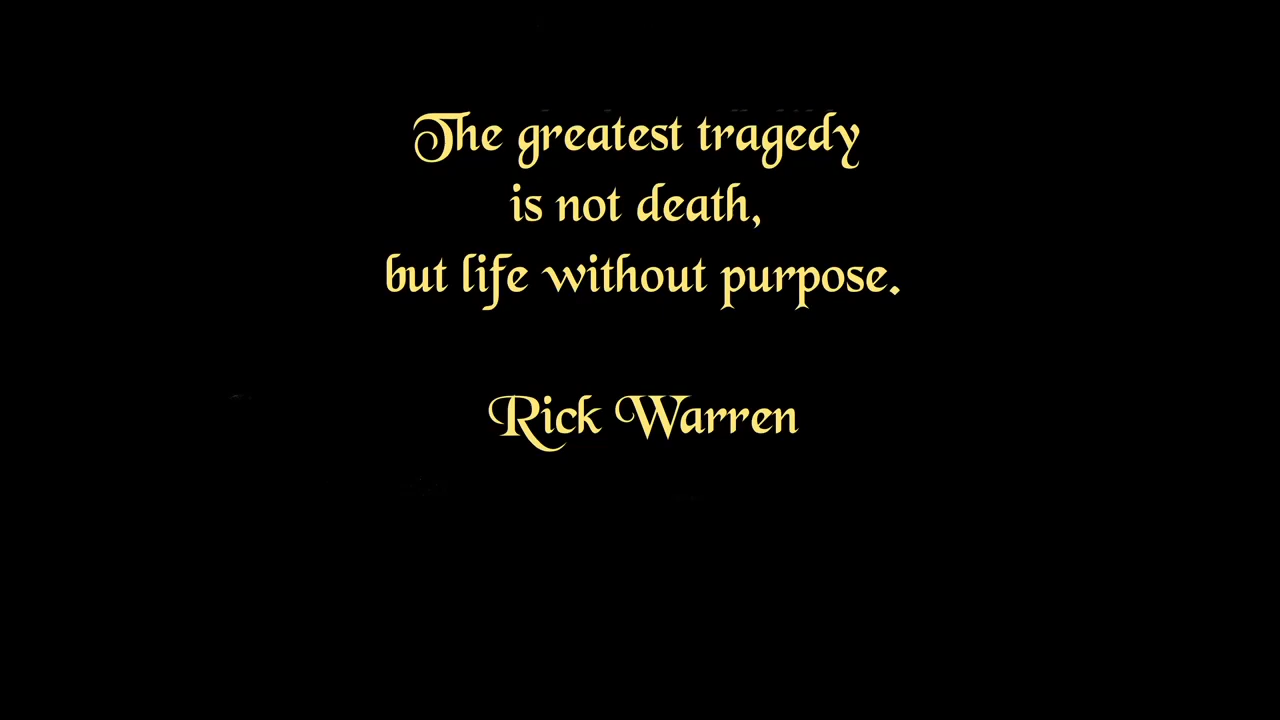 The greatest tragedy
is not death,
but life without purpose.
Rick Warren